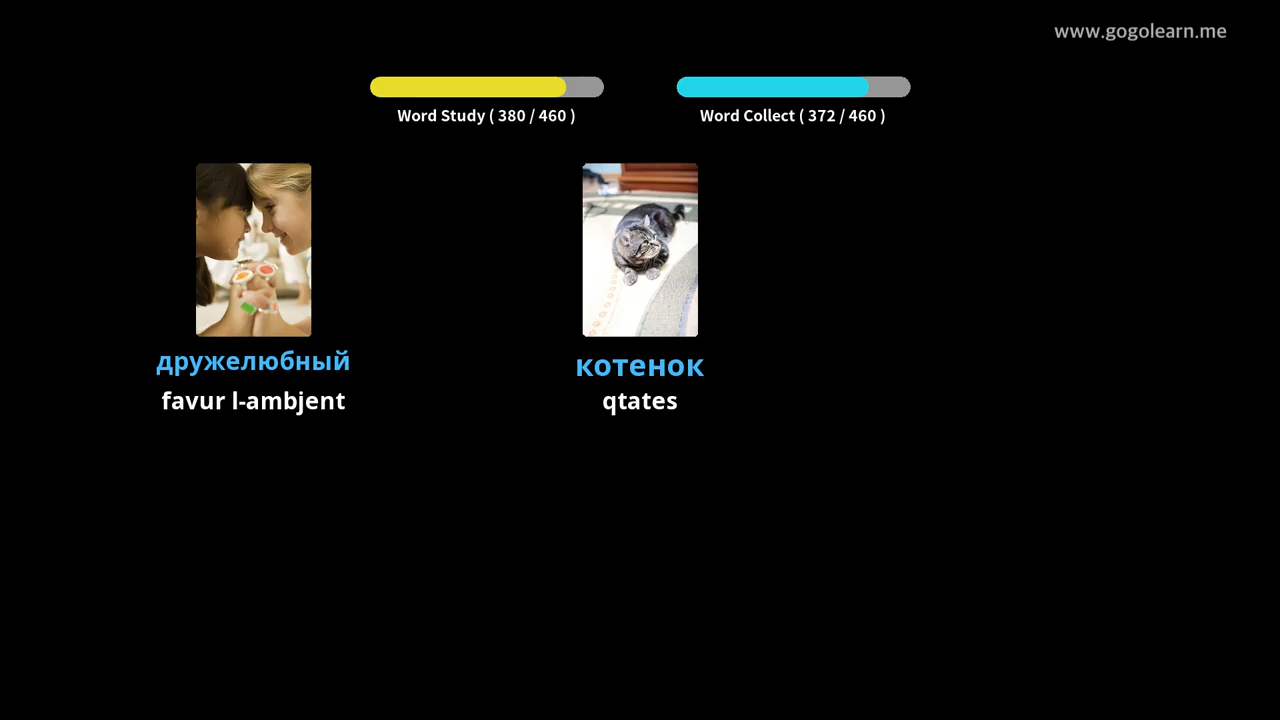 www.gogolearn.me
Word Study ( 380 / 460 )
Word Collect ( 372 / 460 )
дружелюбный
favur l-ambjent
котенок
qtates